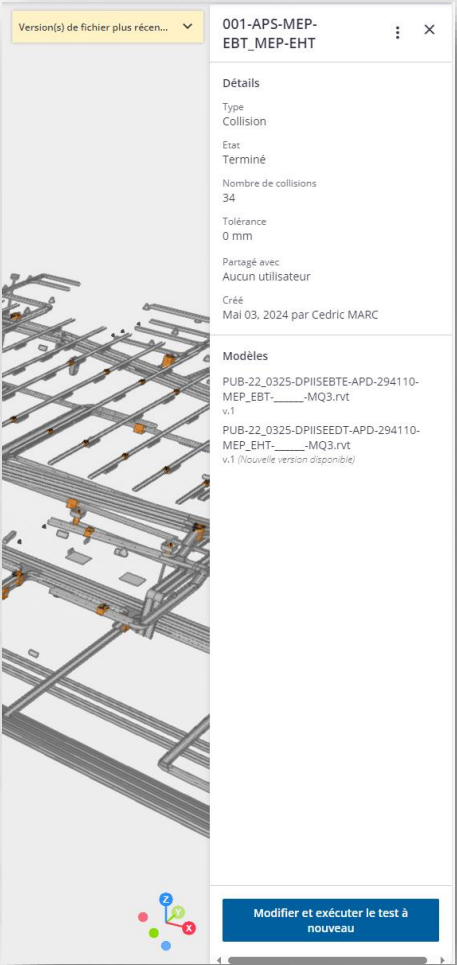 Version(s) de fichier plus récen...
001-APS-MEP-
EBT_MEP-EHT
Détails
Type
Collision
Etat
Terminé
Nombre de collisions
34
Tolérance
0 mm
Partagé avec
Aucun utilisateur
Créé
Mai 03, 2024 par Cedric MARC
Modèles
PUB-22_0325-DPIISEBTE-APD-294110-
MEP_EBT-______-MQ3.rvt
v.1
PUB-22_0325-DPIISEEDT-APD-294110-
MEP_EHT-______-MQ3.rvt
v.1 (Nouvelle version disponible)
Z
Y
X
Modifier et exécuter le test à
nouveau